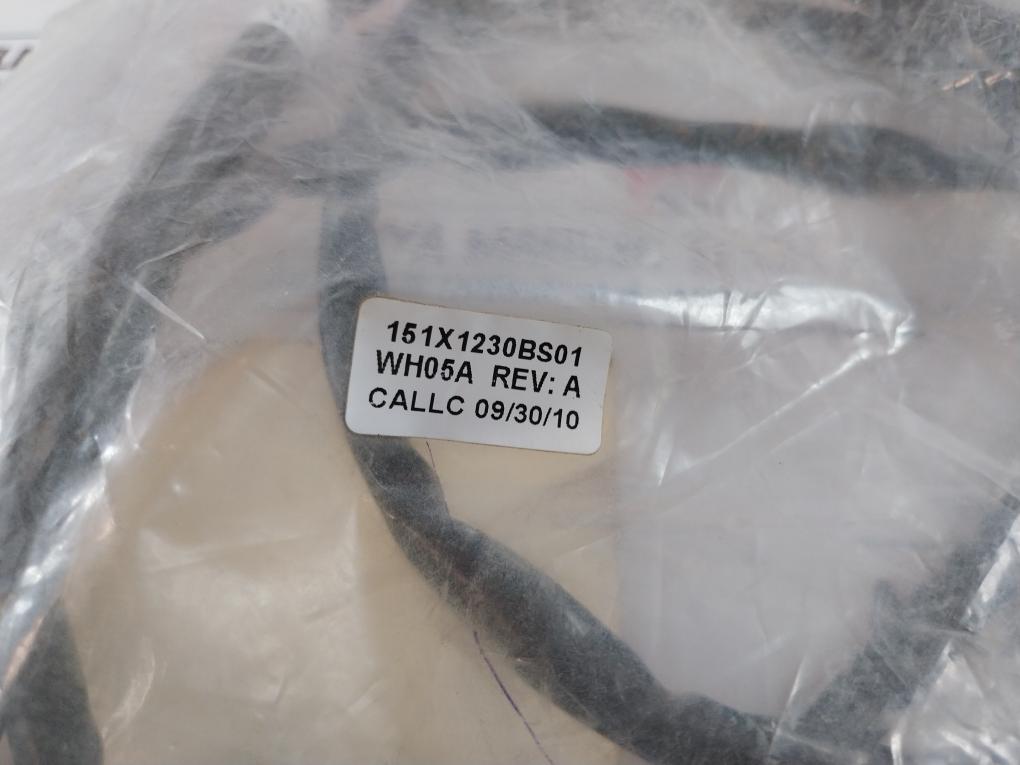 151X1230BS01
WH05A REV: A
CALLC 09/30/10